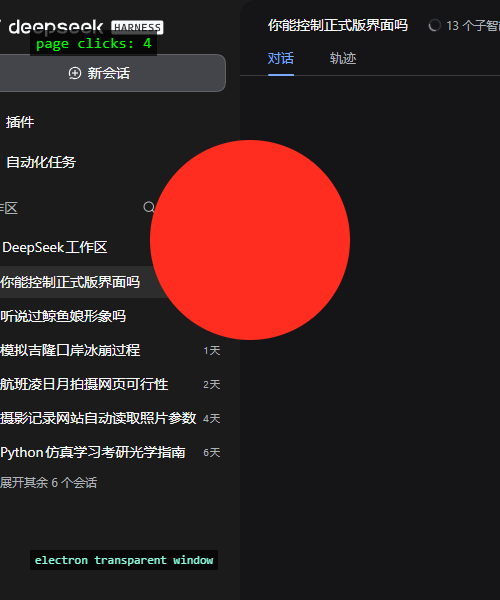 deepseek HARNESS
page clicks: 4
新会话
插件
自动化任务
作区
DeepSeek工作区
你能控制正式版界面吗
听说过鲸鱼娘形象吗
模拟吉隆口岸冰崩过程 1天
航班凌日月拍摄网页可行性 2天
摄影记录网站自动读取照片参数 4天
Python仿真学习考研光学指南 6天
展开其余 6 个会话
electron transparent window
你能控制正式版界面吗 13 个子智
对话 轨迹